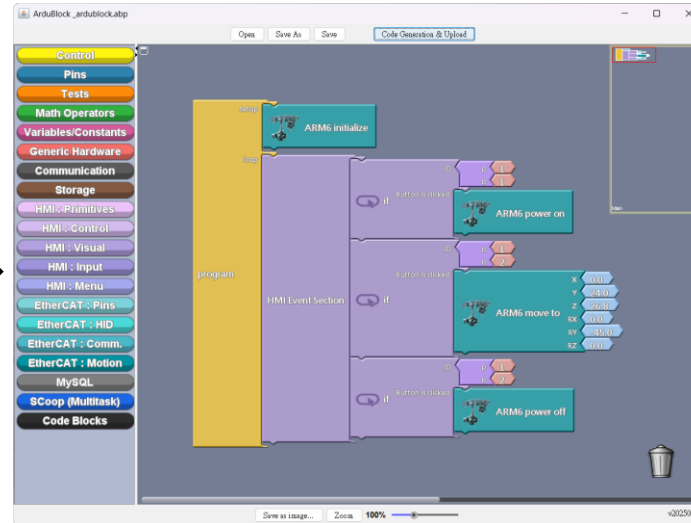 ArduBlock _ardublock.abp
Open
Save As
Save
Code Generation & Upload
Control
Pins
Tests
Math Operators
Variables/Constants
Generic Hardware
Communication
Storage
HMI : Primitives
HMI : Control
HMI : Visual
HMI : Input
HMI : Menu
EtherCAT : Pins
EtherCAT : HID
EtherCAT : Comm.
EtherCAT : Motion
MySQL
SCoop (Multitask)
Code Blocks
program
setup
ARM6 initialize
loop
HMI Event Section
if
Button is clicked
1
1
ARM6 power on
if
Button is clicked
1
2
ARM6 move to
X 0.0
Y 24.0
Z 26.8
RX 0.0
RY
45.0
RZ 0.0
if
Button is clicked
1
2
ARM6 power off
Main
Save as image...
Zoom
100%
v20250